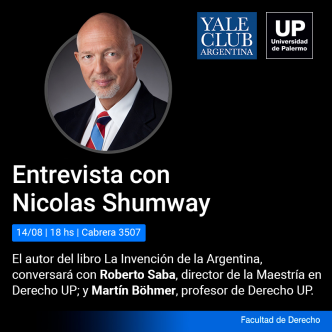 YALE
CLUB
ARGENTINA
UP
Universidad
de Palermo
Entrevista con
Nicolas Shumway
14/08 | 18 hs | Cabrera 3507
El autor del libro La Invención de la Argentina,
conversará con Roberto Saba, director de la Maestría en
Derecho UP; y Martín Böhmer, profesor de Derecho UP.
Facultad de Derecho